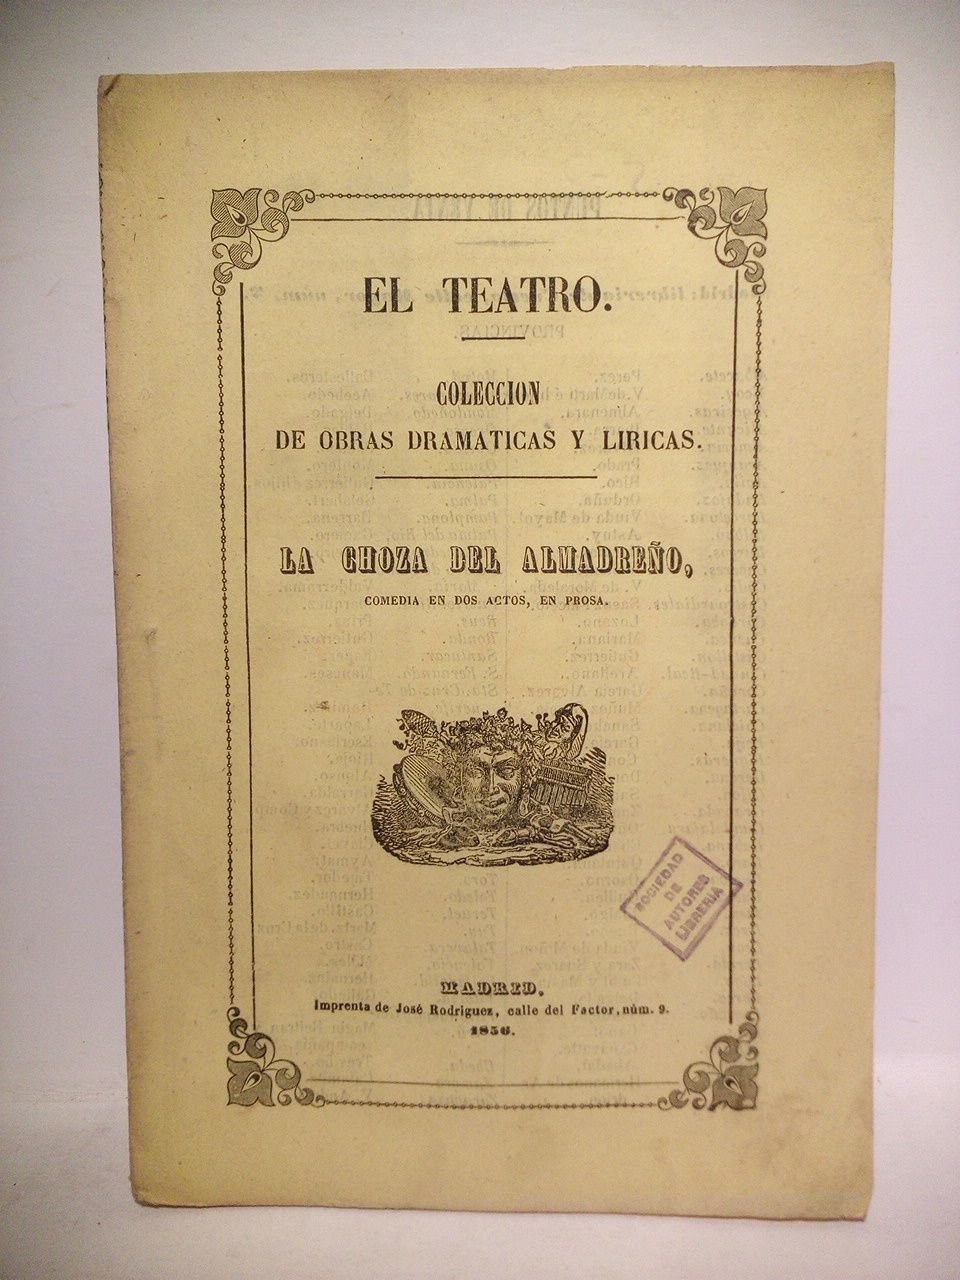 EL TEATRO.
COLECCION
DE OBRAS DRAMATICAS Y LIRICAS.
LA CHOZA DEL ALMADREÑO,
COMEDIA EN DOS ACTOS, EN PROSA.
SOCIEDAD
DE
AUTORES
LIBRERIA
MADRID.
Imprenta de José Rodriguez, calle del Factor, núm. 9.
1856.